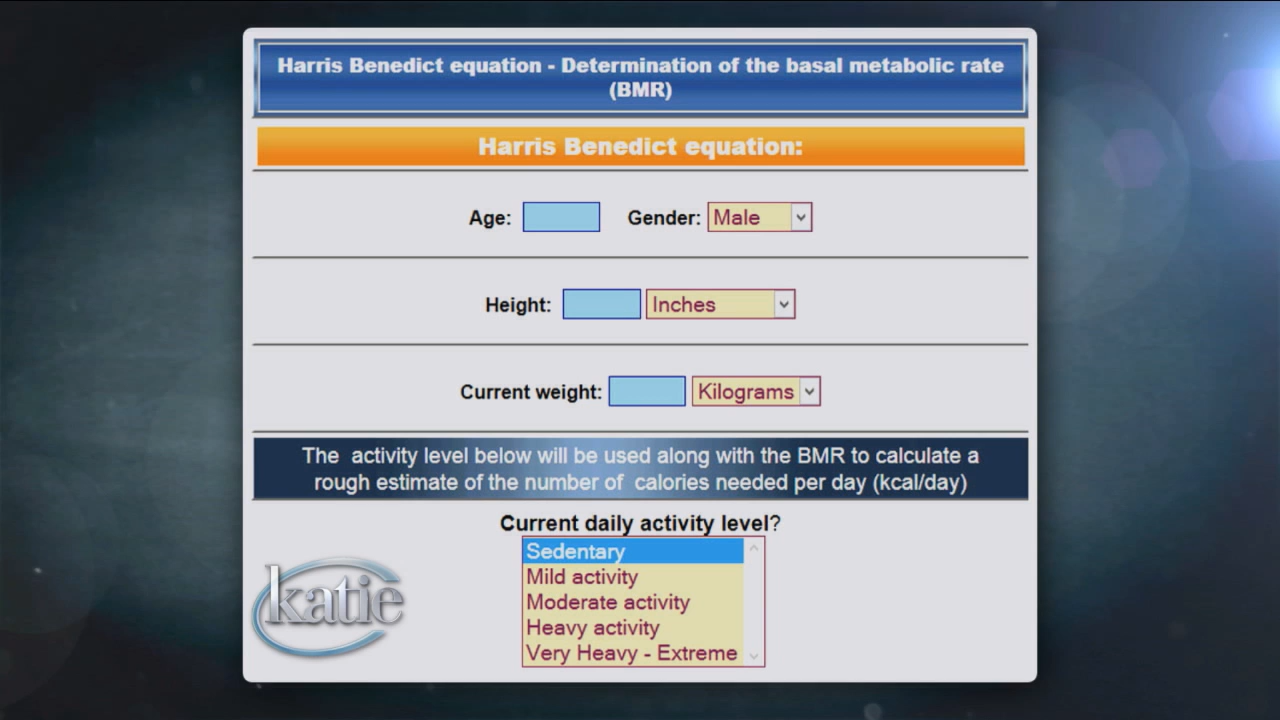 Harris Benedict equation - Determination of the basal metabolic rate
(BMR)
Harris Benedict equation:
Age: Gender: Male
Height: Inches
Current weight: Kilograms
The activity level below will be used along with the BMR to calculate a
rough estimate of the number of calories needed per day (kcal/day)
Current daily activity level?
Sedentary
Mild activity
Moderate activity
Heavy activity
Very Heavy - Extreme
katie